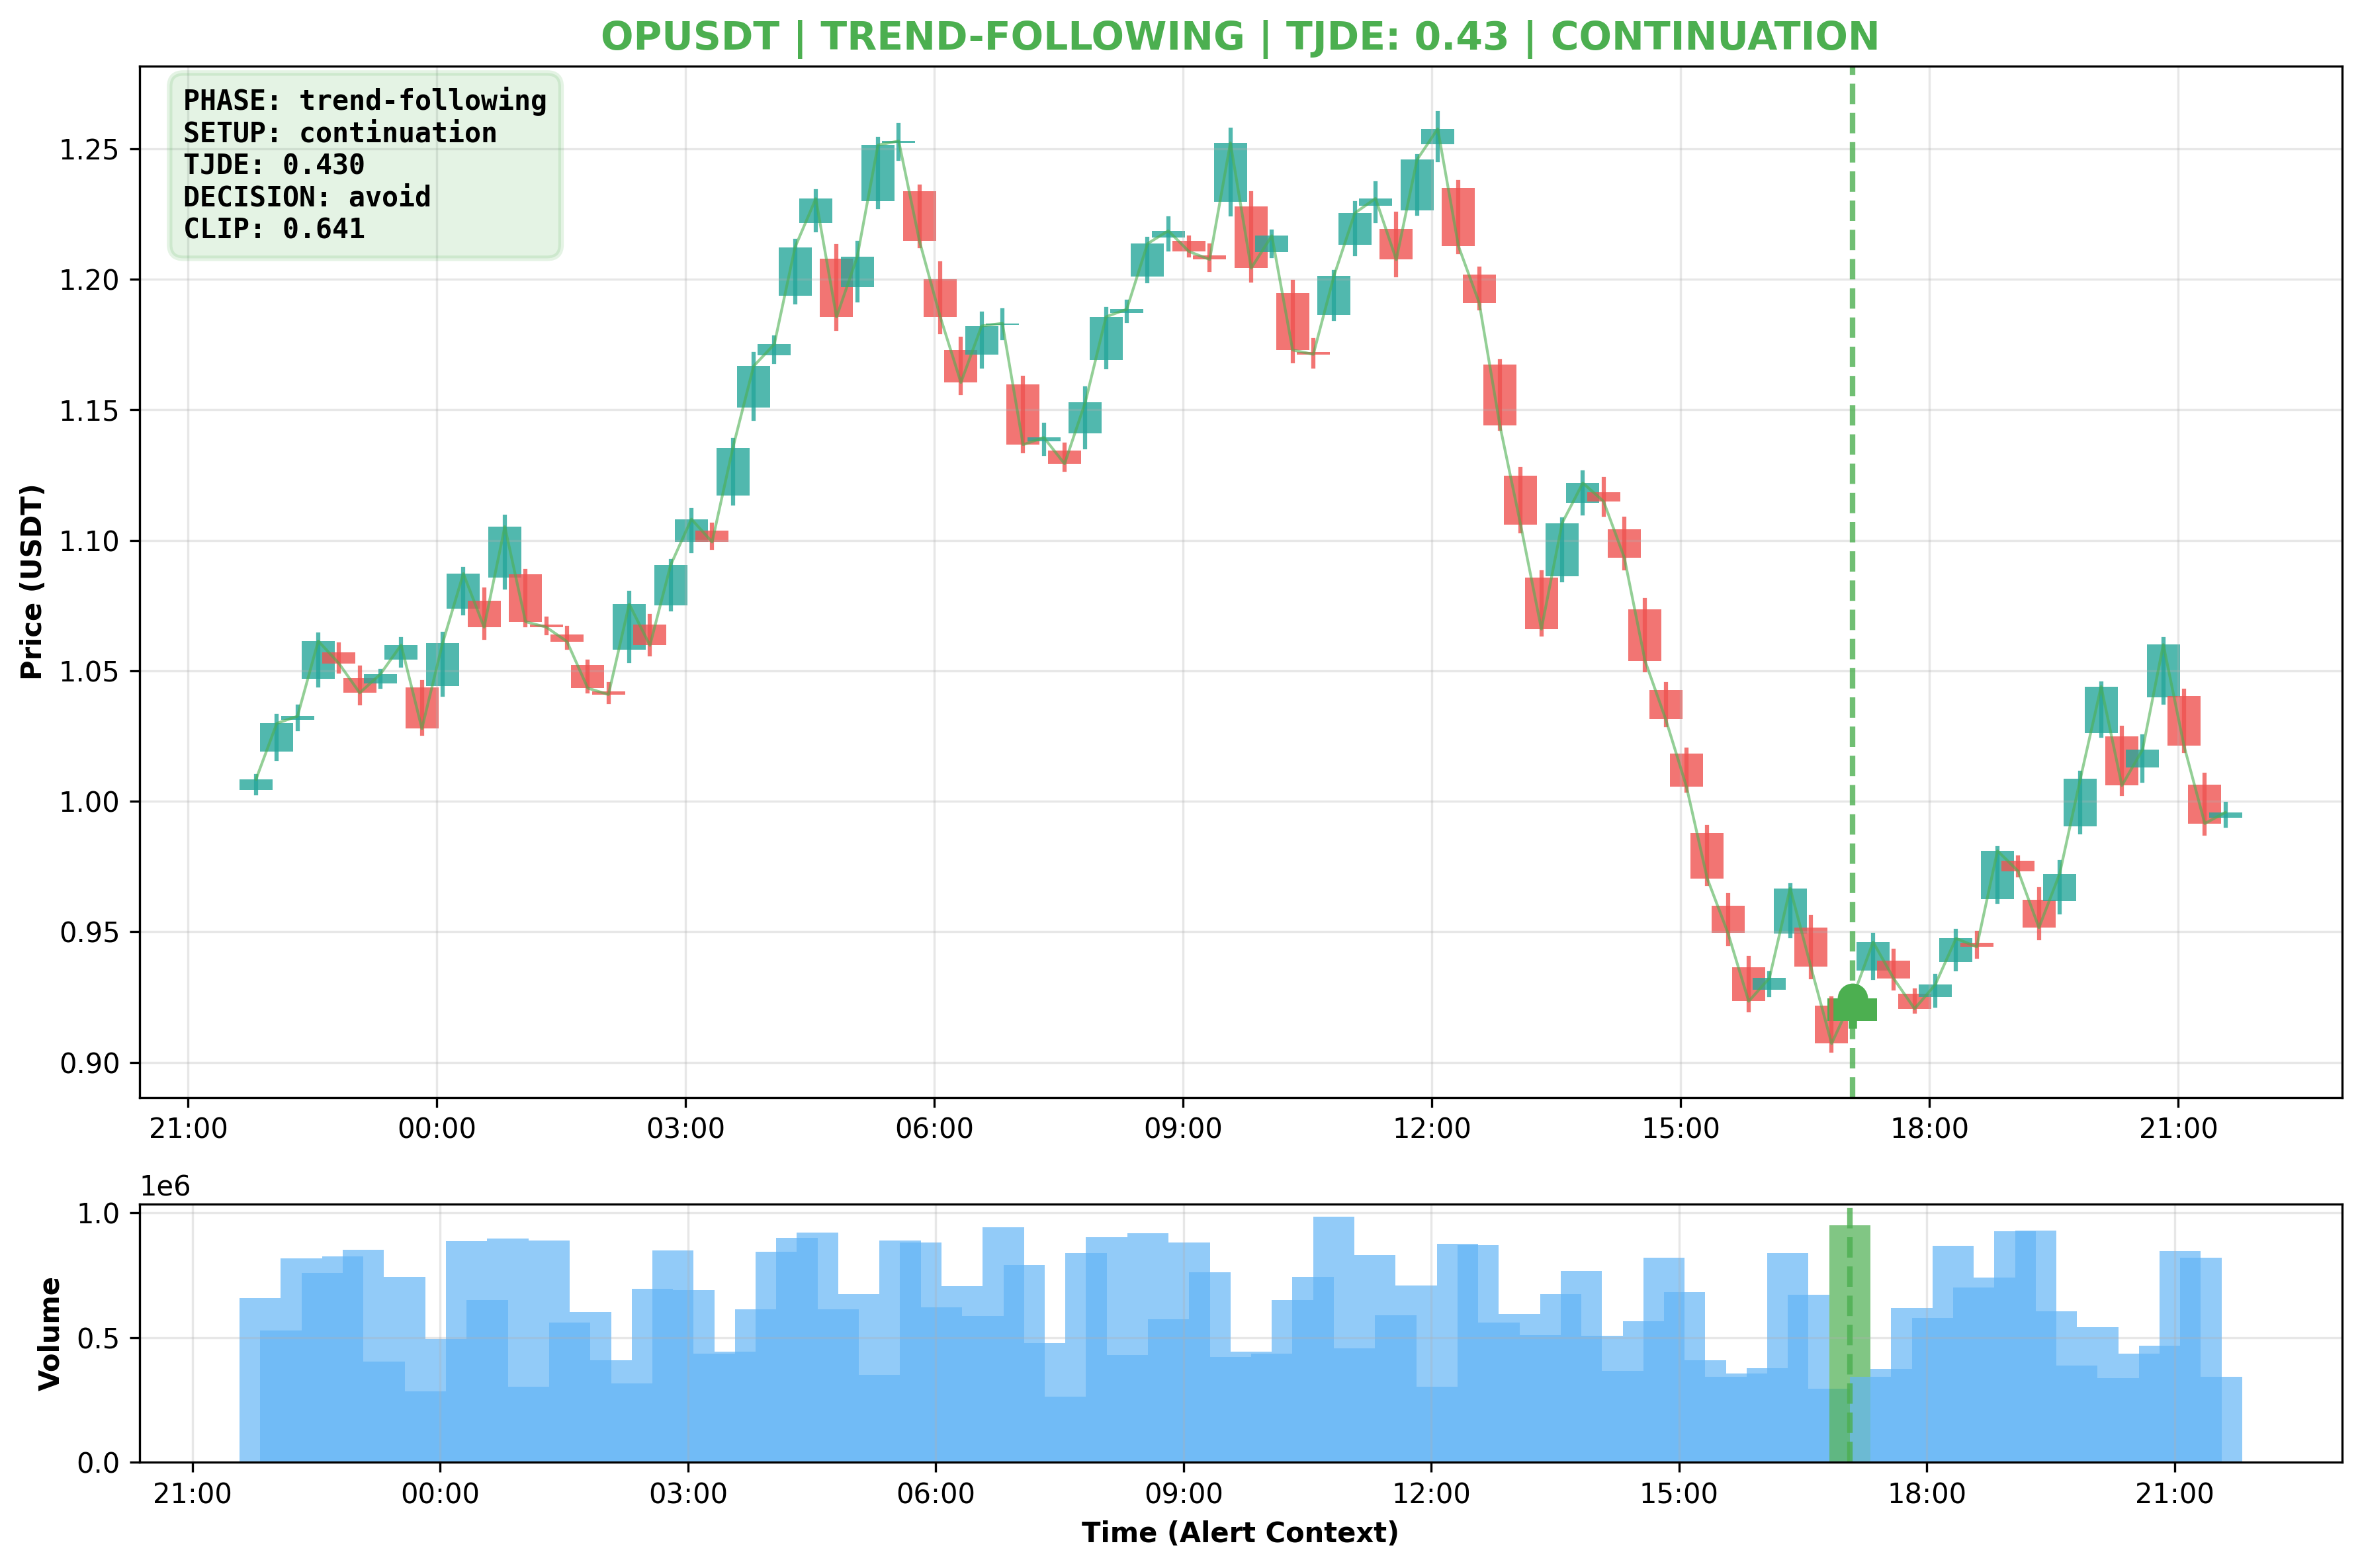 OPUSDT | TREND-FOLLOWING | TJDE: 0.43 | CONTINUATION
PHASE: trend-following
SETUP: continuation
TJDE: 0.430
DECISION: avoid
CLIP: 0.641
Price (USDT)
1.25
1.20
1.15
1.10
1.05
1.00
0.95
0.90
21:00 00:00 03:00 06:00 09:00 12:00 15:00 18:00 21:00
1e6
Volume
1.0
0.5
0.0
21:00 00:00 03:00 06:00 09:00 12:00 15:00 18:00 21:00
Time (Alert Context)